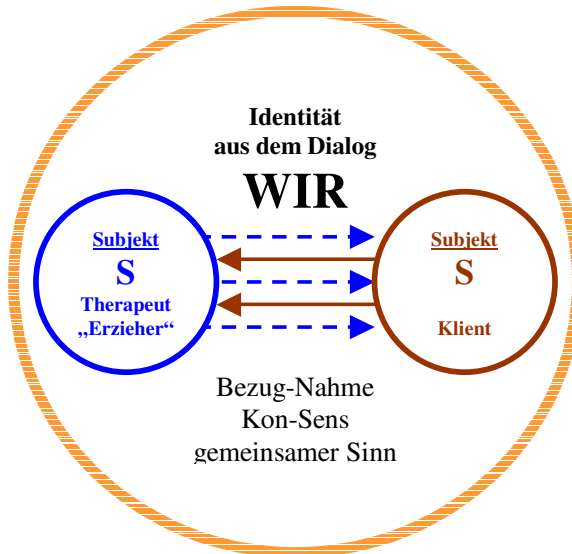 Identität
aus dem Dialog
WIR
Subjekt
S
Therapeut
„Erzieher“
Subjekt
S
Klient
Bezug-Nahme
Kon-Sens
gemeinsamer Sinn